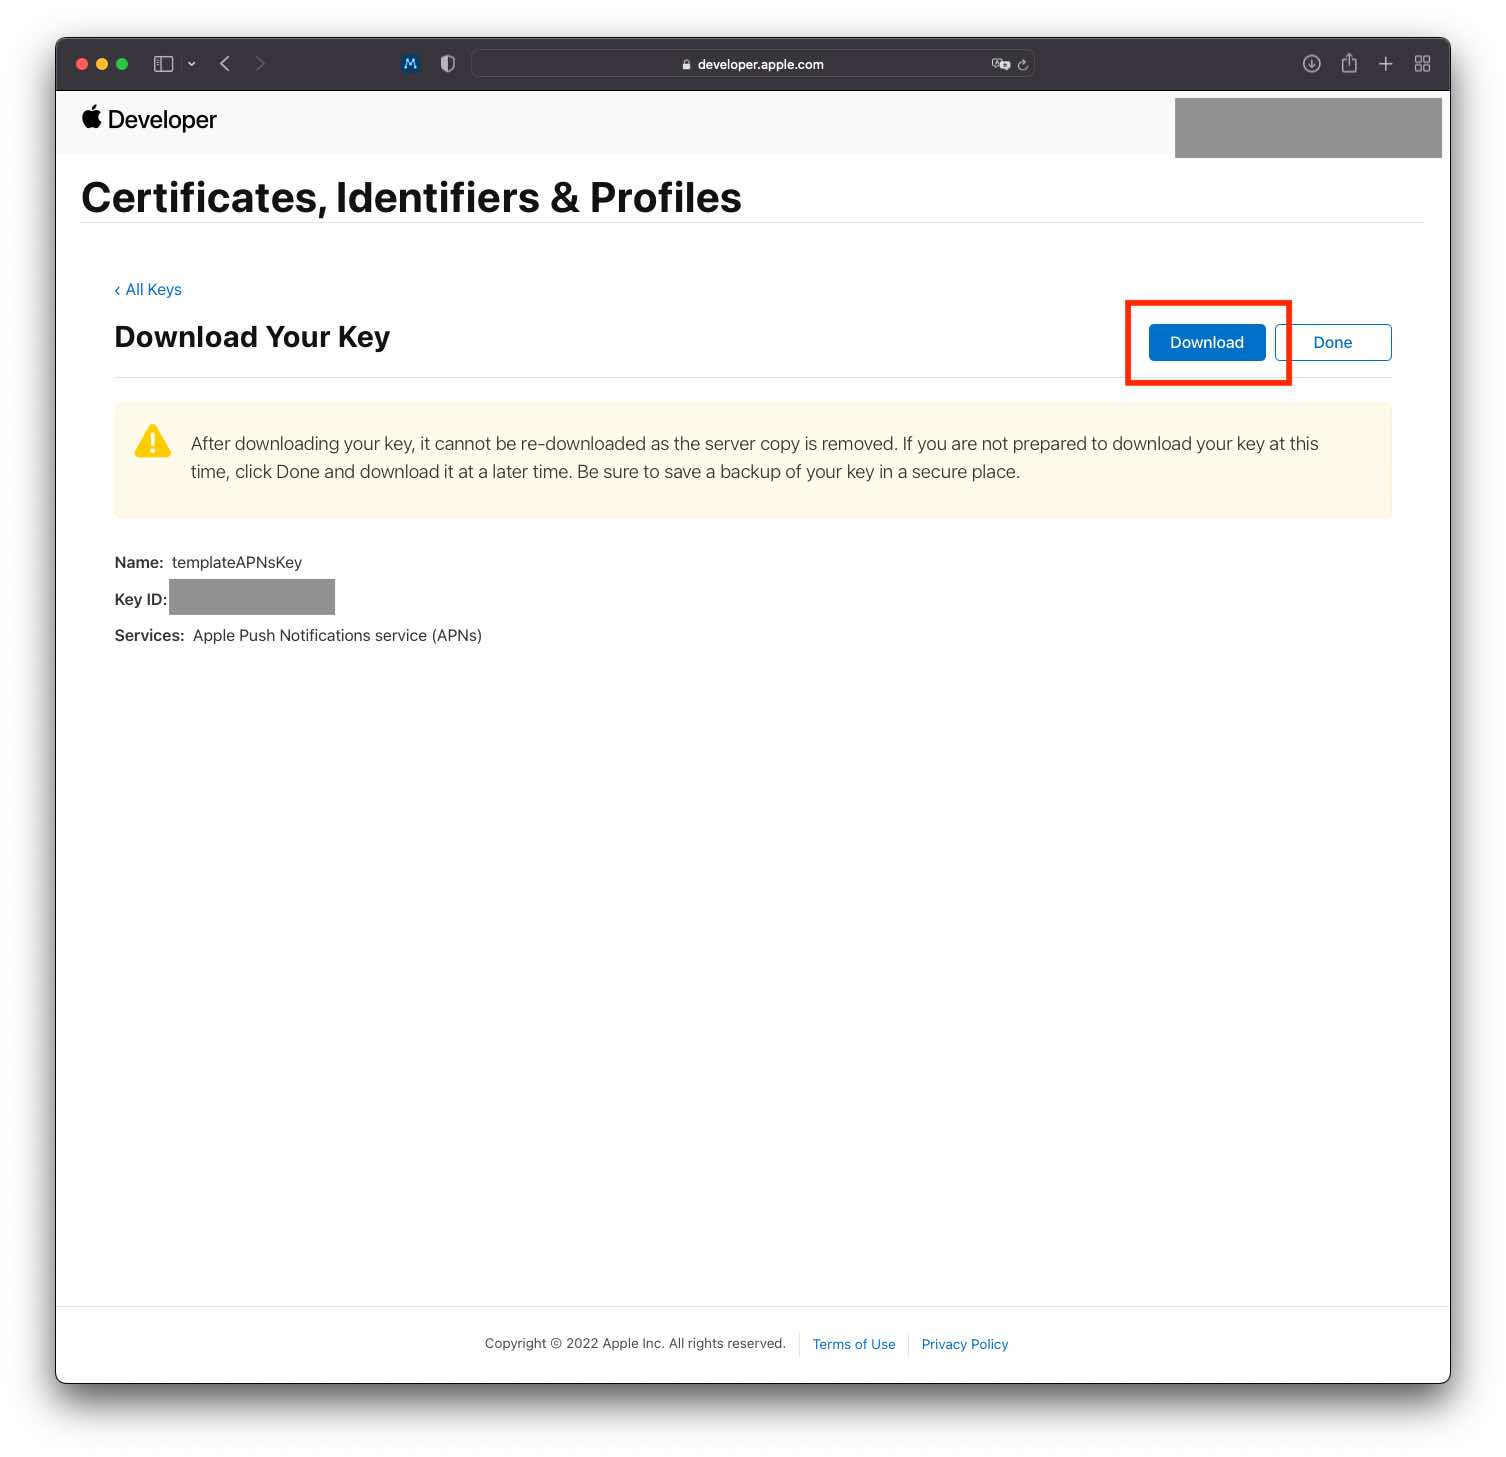 developer.apple.com
Developer
Certificates, Identifiers & Profiles
‹ All Keys
Download Your Key
Download
Done
After downloading your key, it cannot be re-downloaded as the server copy is removed. If you are not prepared to download your key at this
time, click Done and download it at a later time. Be sure to save a backup of your key in a secure place.
Name: templateAPNsKey
Key ID:
Services: Apple Push Notifications service (APNs)
Copyright © 2022 Apple Inc. All rights reserved.
Terms of Use
Privacy Policy